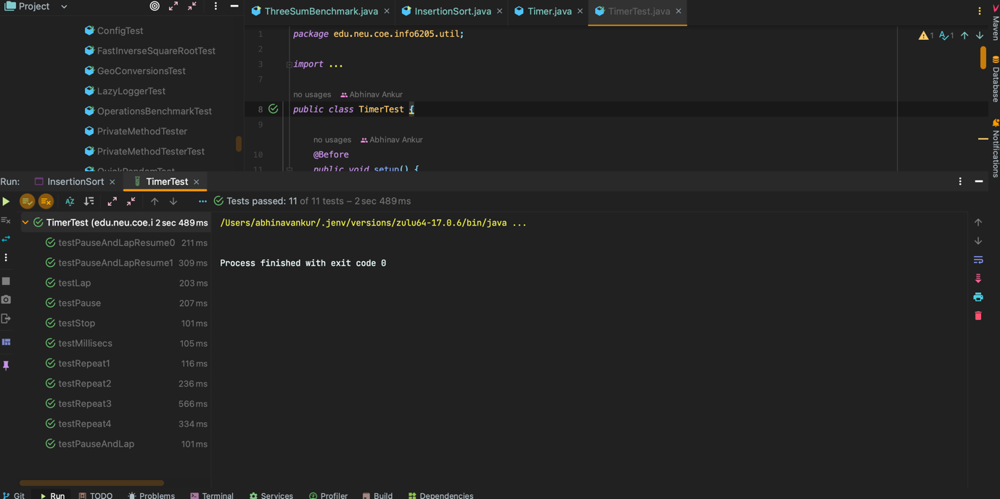 Project
ThreeSumBenchmark.java
InsertionSort.java
Timer.java
TimerTest.java
ConfigTest
FastInverseSquareRootTest
GeoConversionsTest
LazyLoggerTest
OperationsBenchmarkTest
PrivateMethodTester
PrivateMethodTesterTest
QuickRandomTest
1 package edu.neu.coe.info6205.util;
2
3 import ...
7
no usages Abhinav Ankur
8 public class TimerTest {
9
no usages Abhinav Ankur
10 @Before
11 public void setup() {
1 1
Maven
Database
Notifications
Run: InsertionSort TimerTest
Tests passed: 11 of 11 tests – 2 sec 489 ms
TimerTest (edu.neu.coe.i 2 sec 489 ms
testPauseAndLapResume0 211 ms
testPauseAndLapResume1 309 ms
testLap 203 ms
testPause 207 ms
testStop 101 ms
testMillisecs 105 ms
testRepeat1 116 ms
testRepeat2 236 ms
testRepeat3 566 ms
testRepeat4 334 ms
testPauseAndLap 101 ms
/Users/abhinavankur/.jenv/versions/zulu64-17.0.6/bin/java ...
Process finished with exit code 0
Git Run TODO Problems Terminal Services Profiler Build Dependencies